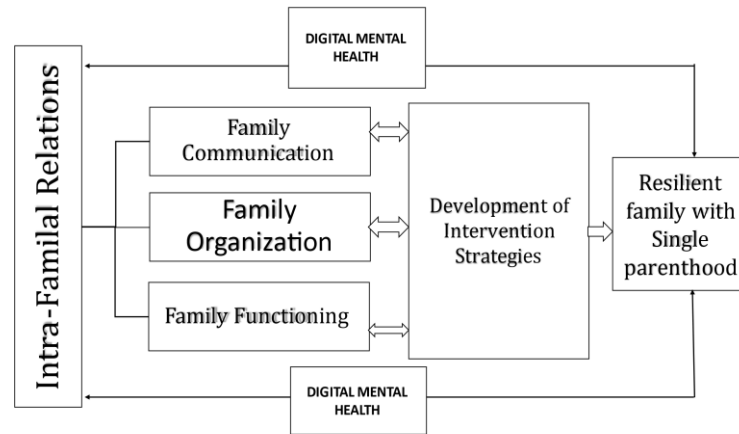 DIGITAL MENTAL
HEALTH
Intra-Familal Relations
Family
Communication
Family
Organization
Family Functioning
Development of
Intervention
Strategies
Resilient
family with
Single
parenthood
DIGITAL MENTAL
HEALTH